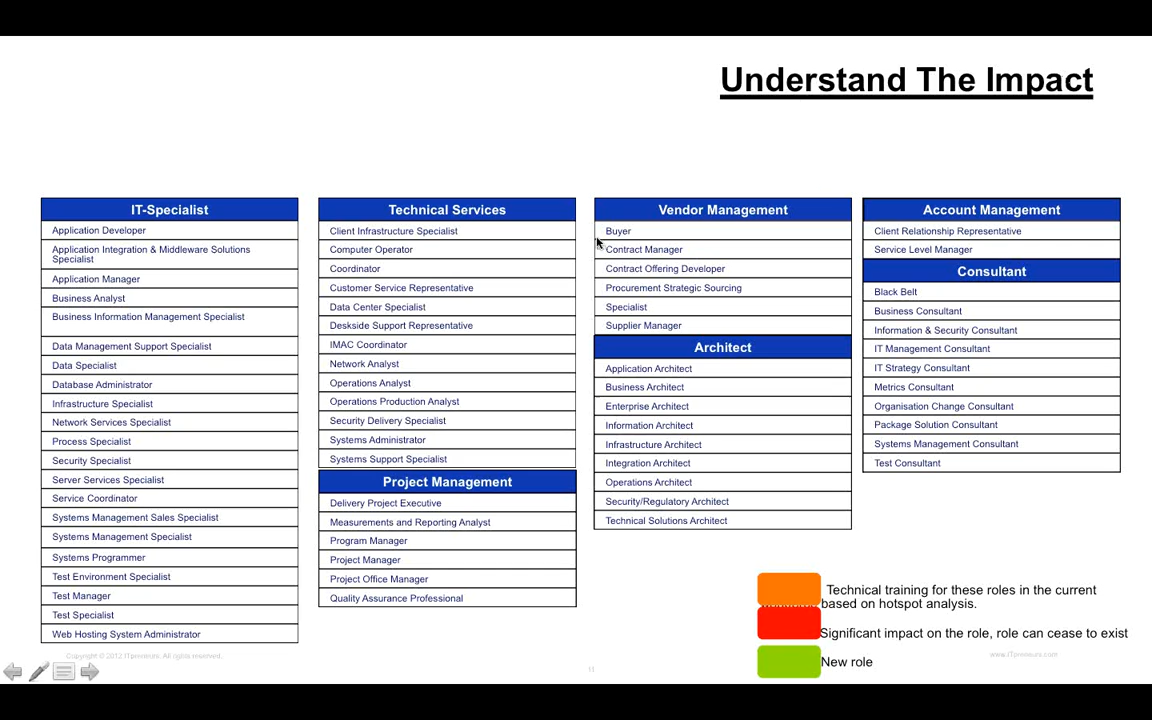 Understand The Impact
IT-Specialist
Application Developer
Application Integration & Middleware Solutions
Specialist
Application Manager
Business Analyst
Business Information Management Specialist
Data Management Support Specialist
Data Specialist
Database Administrator
Infrastructure Specialist
Network Services Specialist
Process Specialist
Security Specialist
Server Services Specialist
Service Coordinator
Systems Management Sales Specialist
Systems Management Specialist
Systems Programmer
Test Environment Specialist
Test Manager
Test Specialist
Web Hosting System Administrator
Technical Services
Client Infrastructure Specialist
Computer Operator
Coordinator
Customer Service Representative
Data Center Specialist
Deskside Support Representative
IMAC Coordinator
Network Analyst
Operations Analyst
Operations Production Analyst
Security Delivery Specialist
Systems Administrator
Systems Support Specialist
Project Management
Delivery Project Executive
Measurements and Reporting Analyst
Program Manager
Project Manager
Project Office Manager
Quality Assurance Professional
Vendor Management
Buyer
Contract Manager
Contract Offering Developer
Procurement Strategic Sourcing
Specialist
Supplier Manager
Architect
Application Architect
Business Architect
Enterprise Architect
Information Architect
Infrastructure Architect
Integration Architect
Operations Architect
Security/Regulatory Architect
Technical Solutions Architect
Account Management
Client Relationship Representative
Service Level Manager
Consultant
Black Belt
Business Consultant
Information & Security Consultant
IT Management Consultant
IT Strategy Consultant
Metrics Consultant
Organisation Change Consultant
Package Solution Consultant
Systems Management Consultant
Test Consultant
Technical training for these roles in the current
based on hotspot analysis.
Significant impact on the role, role can cease to exist
New role
Copyright © 2012 ITpreneurs. All rights reserved.
11
www.ITpreneurs.com